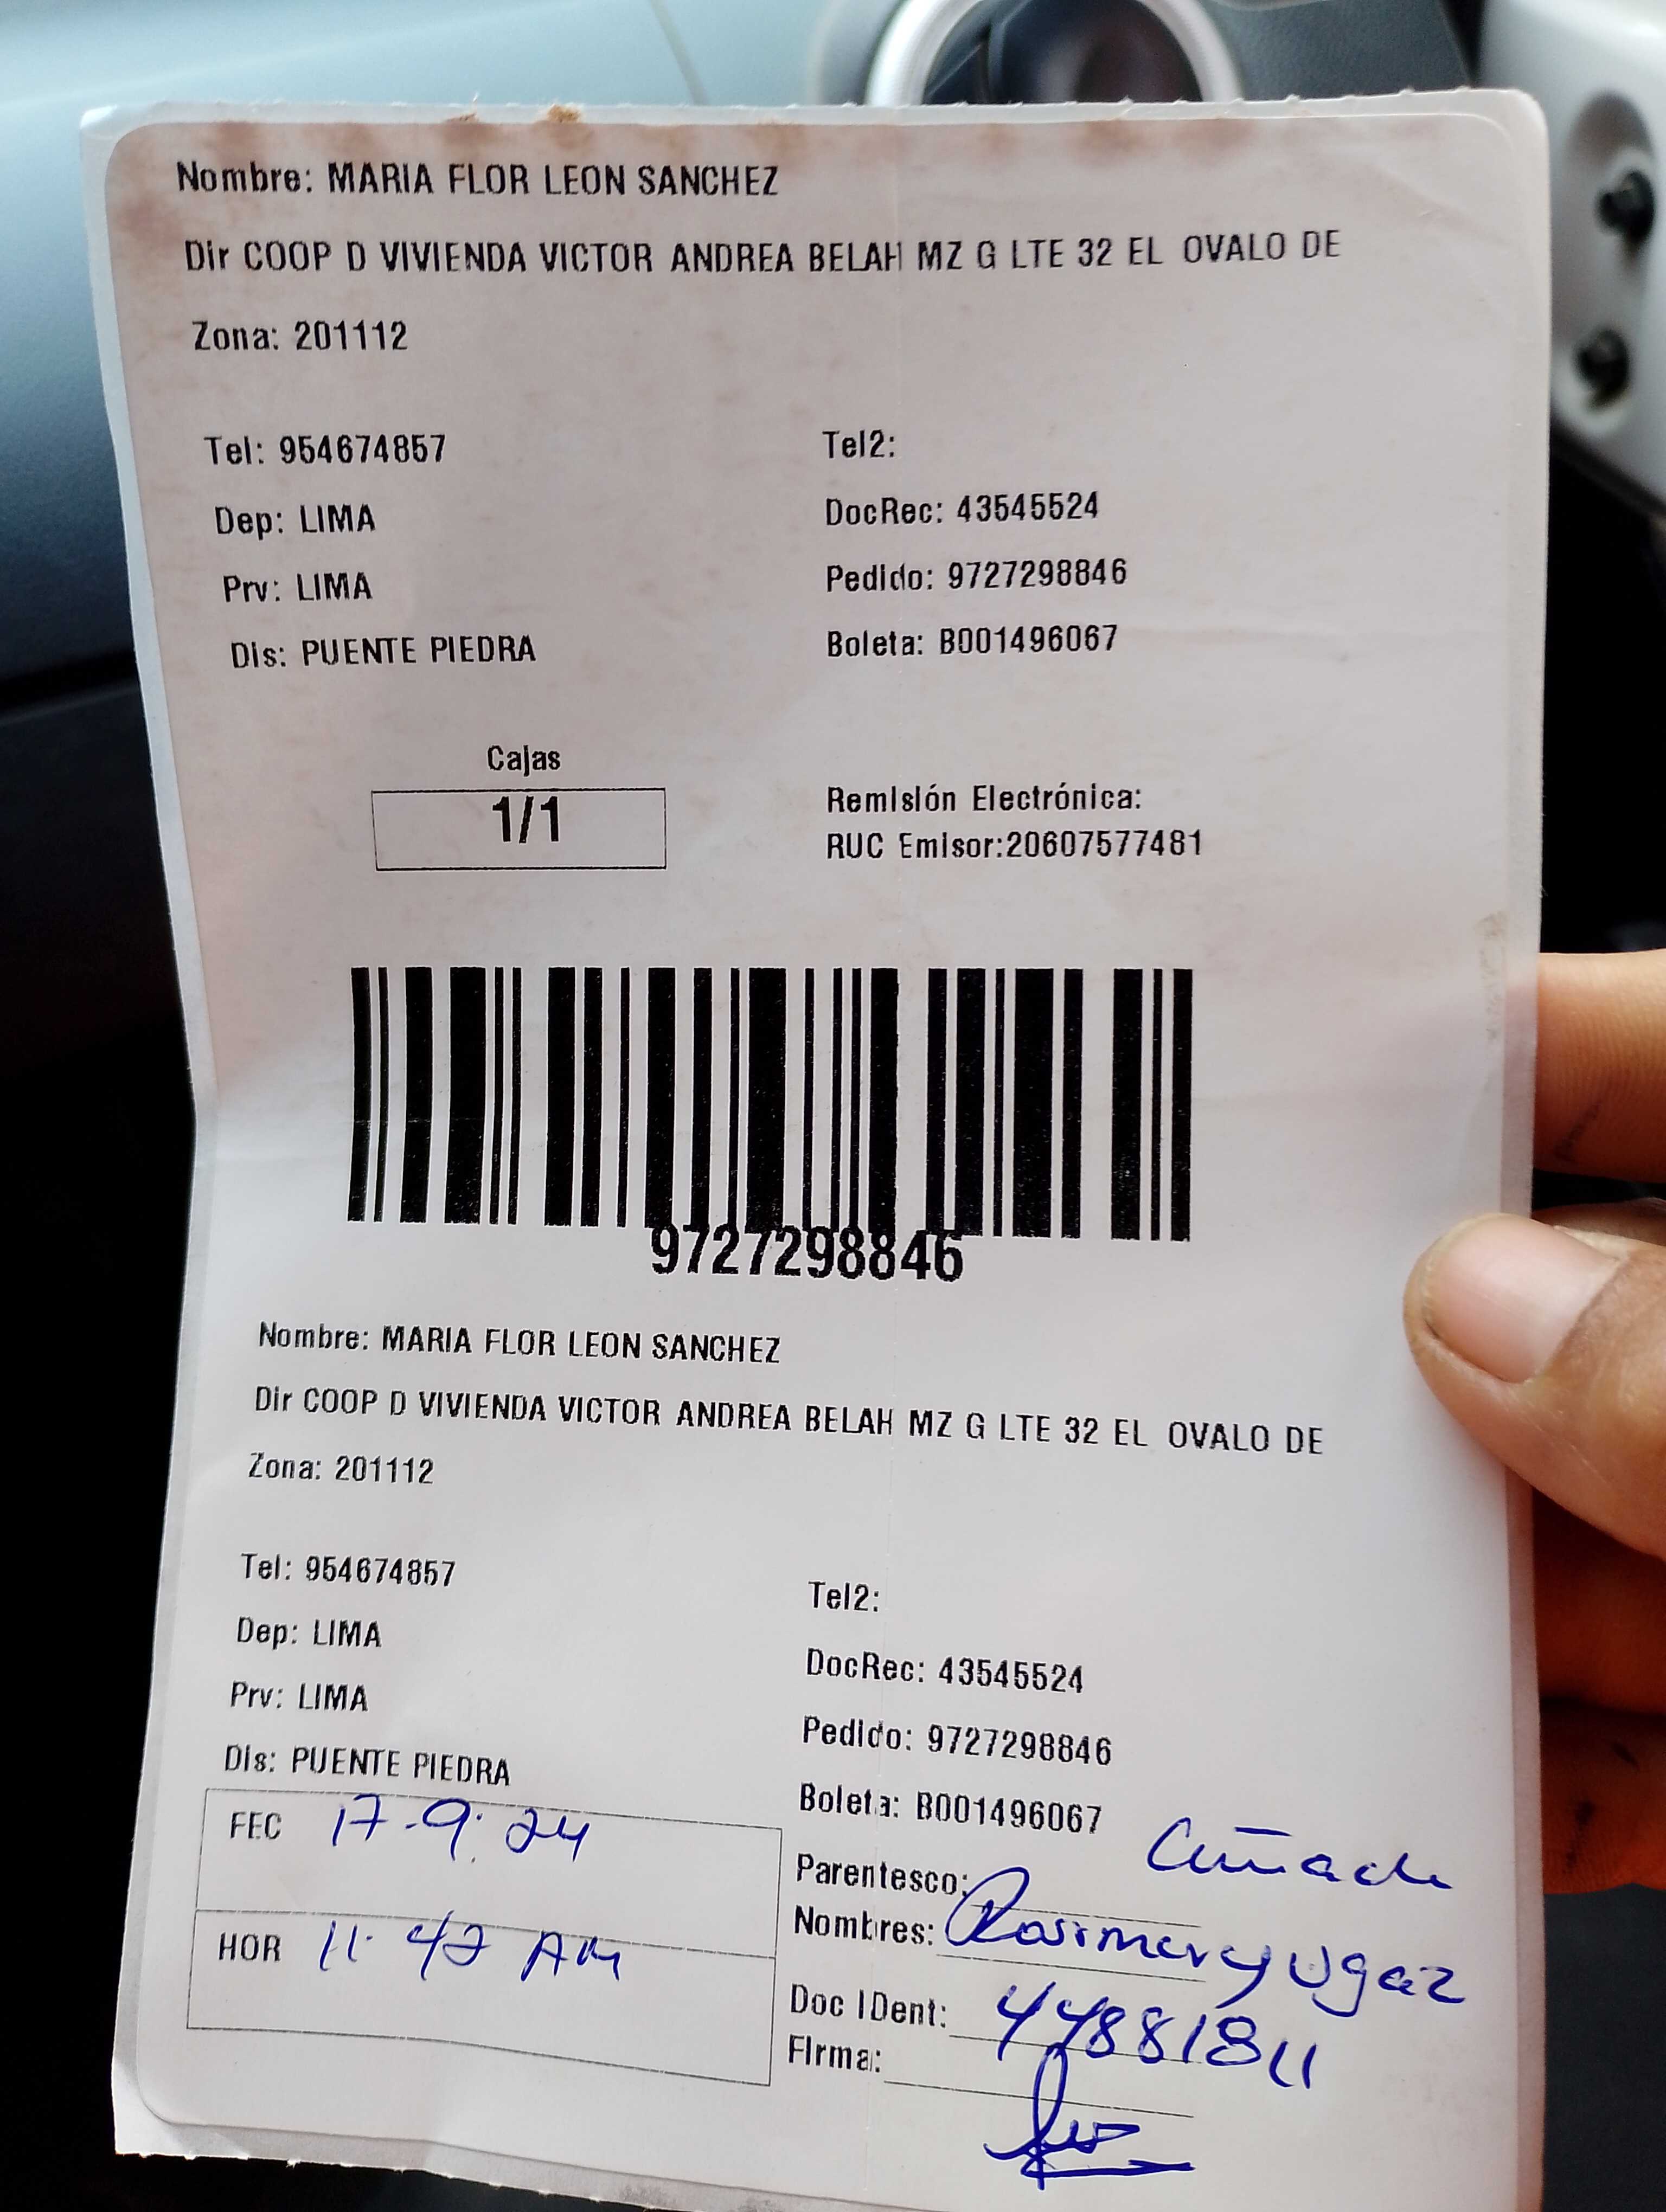 Nombre: MARIA FLOR LEON SANCHEZ
Dir COOP D VIVIENDA VICTOR ANDREA BELAH MZ G LTE 32 EL OVALO DE
Zona: 201112
Tel: 954674857
Tel2:
Dep: LIMA
DocRec: 43545524
Prv: LIMA
Pedido: 9727298846
Dis: PUENTE PIEDRA
Boleta: B001496067
Cajas
1/1
Remisión Electrónica:
RUC Emisor:20607577481
9727298846
Nombre: MARIA FLOR LEON SANCHEZ
Dir COOP D VIVIENDA VICTOR ANDREA BELAH MZ G LTE 32 EL OVALO DE
Zona: 201112
Tel: 954674857
Tel2:
Dep: LIMA
DocRec: 43545524
Prv: LIMA
Pedido: 9727298846
Dis: PUENTE PIEDRA
Boleta: B001496067
FEC 17-9-24
HOR 11:42 AM
Parentesco: Cuñada
Nombres: Rosimery Ugaz
Doc IDent: 44881811
Firma: